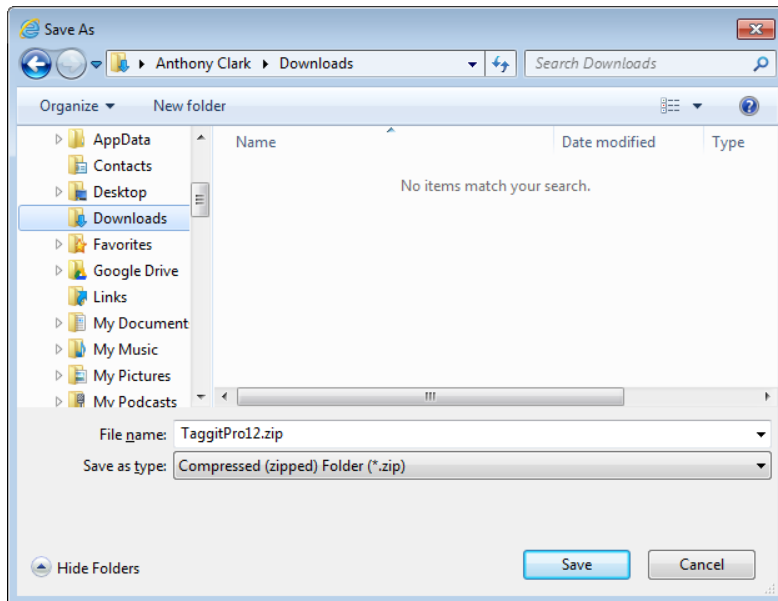 Save As
Anthony Clark Downloads
Search Downloads
Organize New folder
Name Date modified Type
No items match your search.
AppData
Contacts
Desktop
Downloads
Favorites
Google Drive
Links
My Document
My Music
My Pictures
My Podcasts
File name: TaggitPro12.zip
Save as type: Compressed (zipped) Folder (*.zip)
Hide Folders Save Cancel